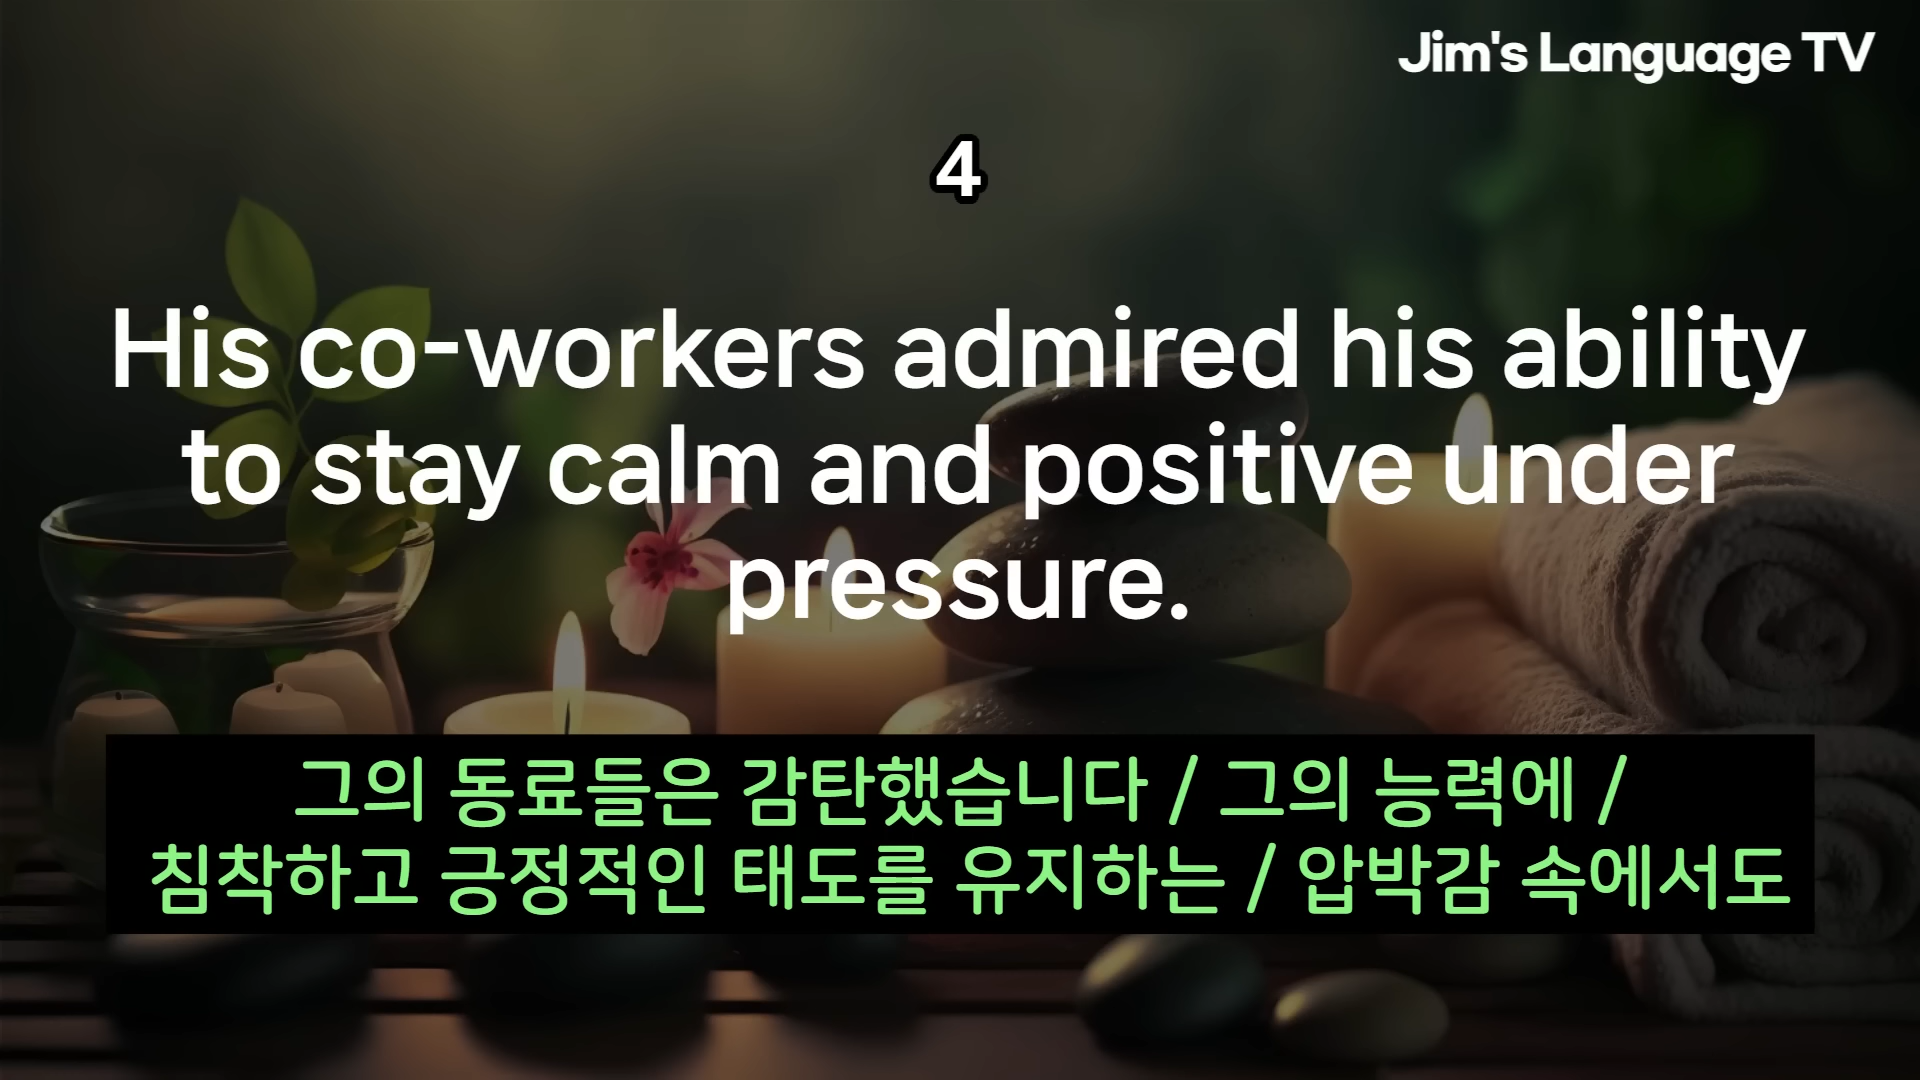 Jim's Language TV
4
His co-workers admired his ability
to stay calm and positive under
pressure.
그의 동료들은 감탄했습니다 / 그의 능력에 /
침착하고 긍정적인 태도를 유지하는 / 압박감 속에서도